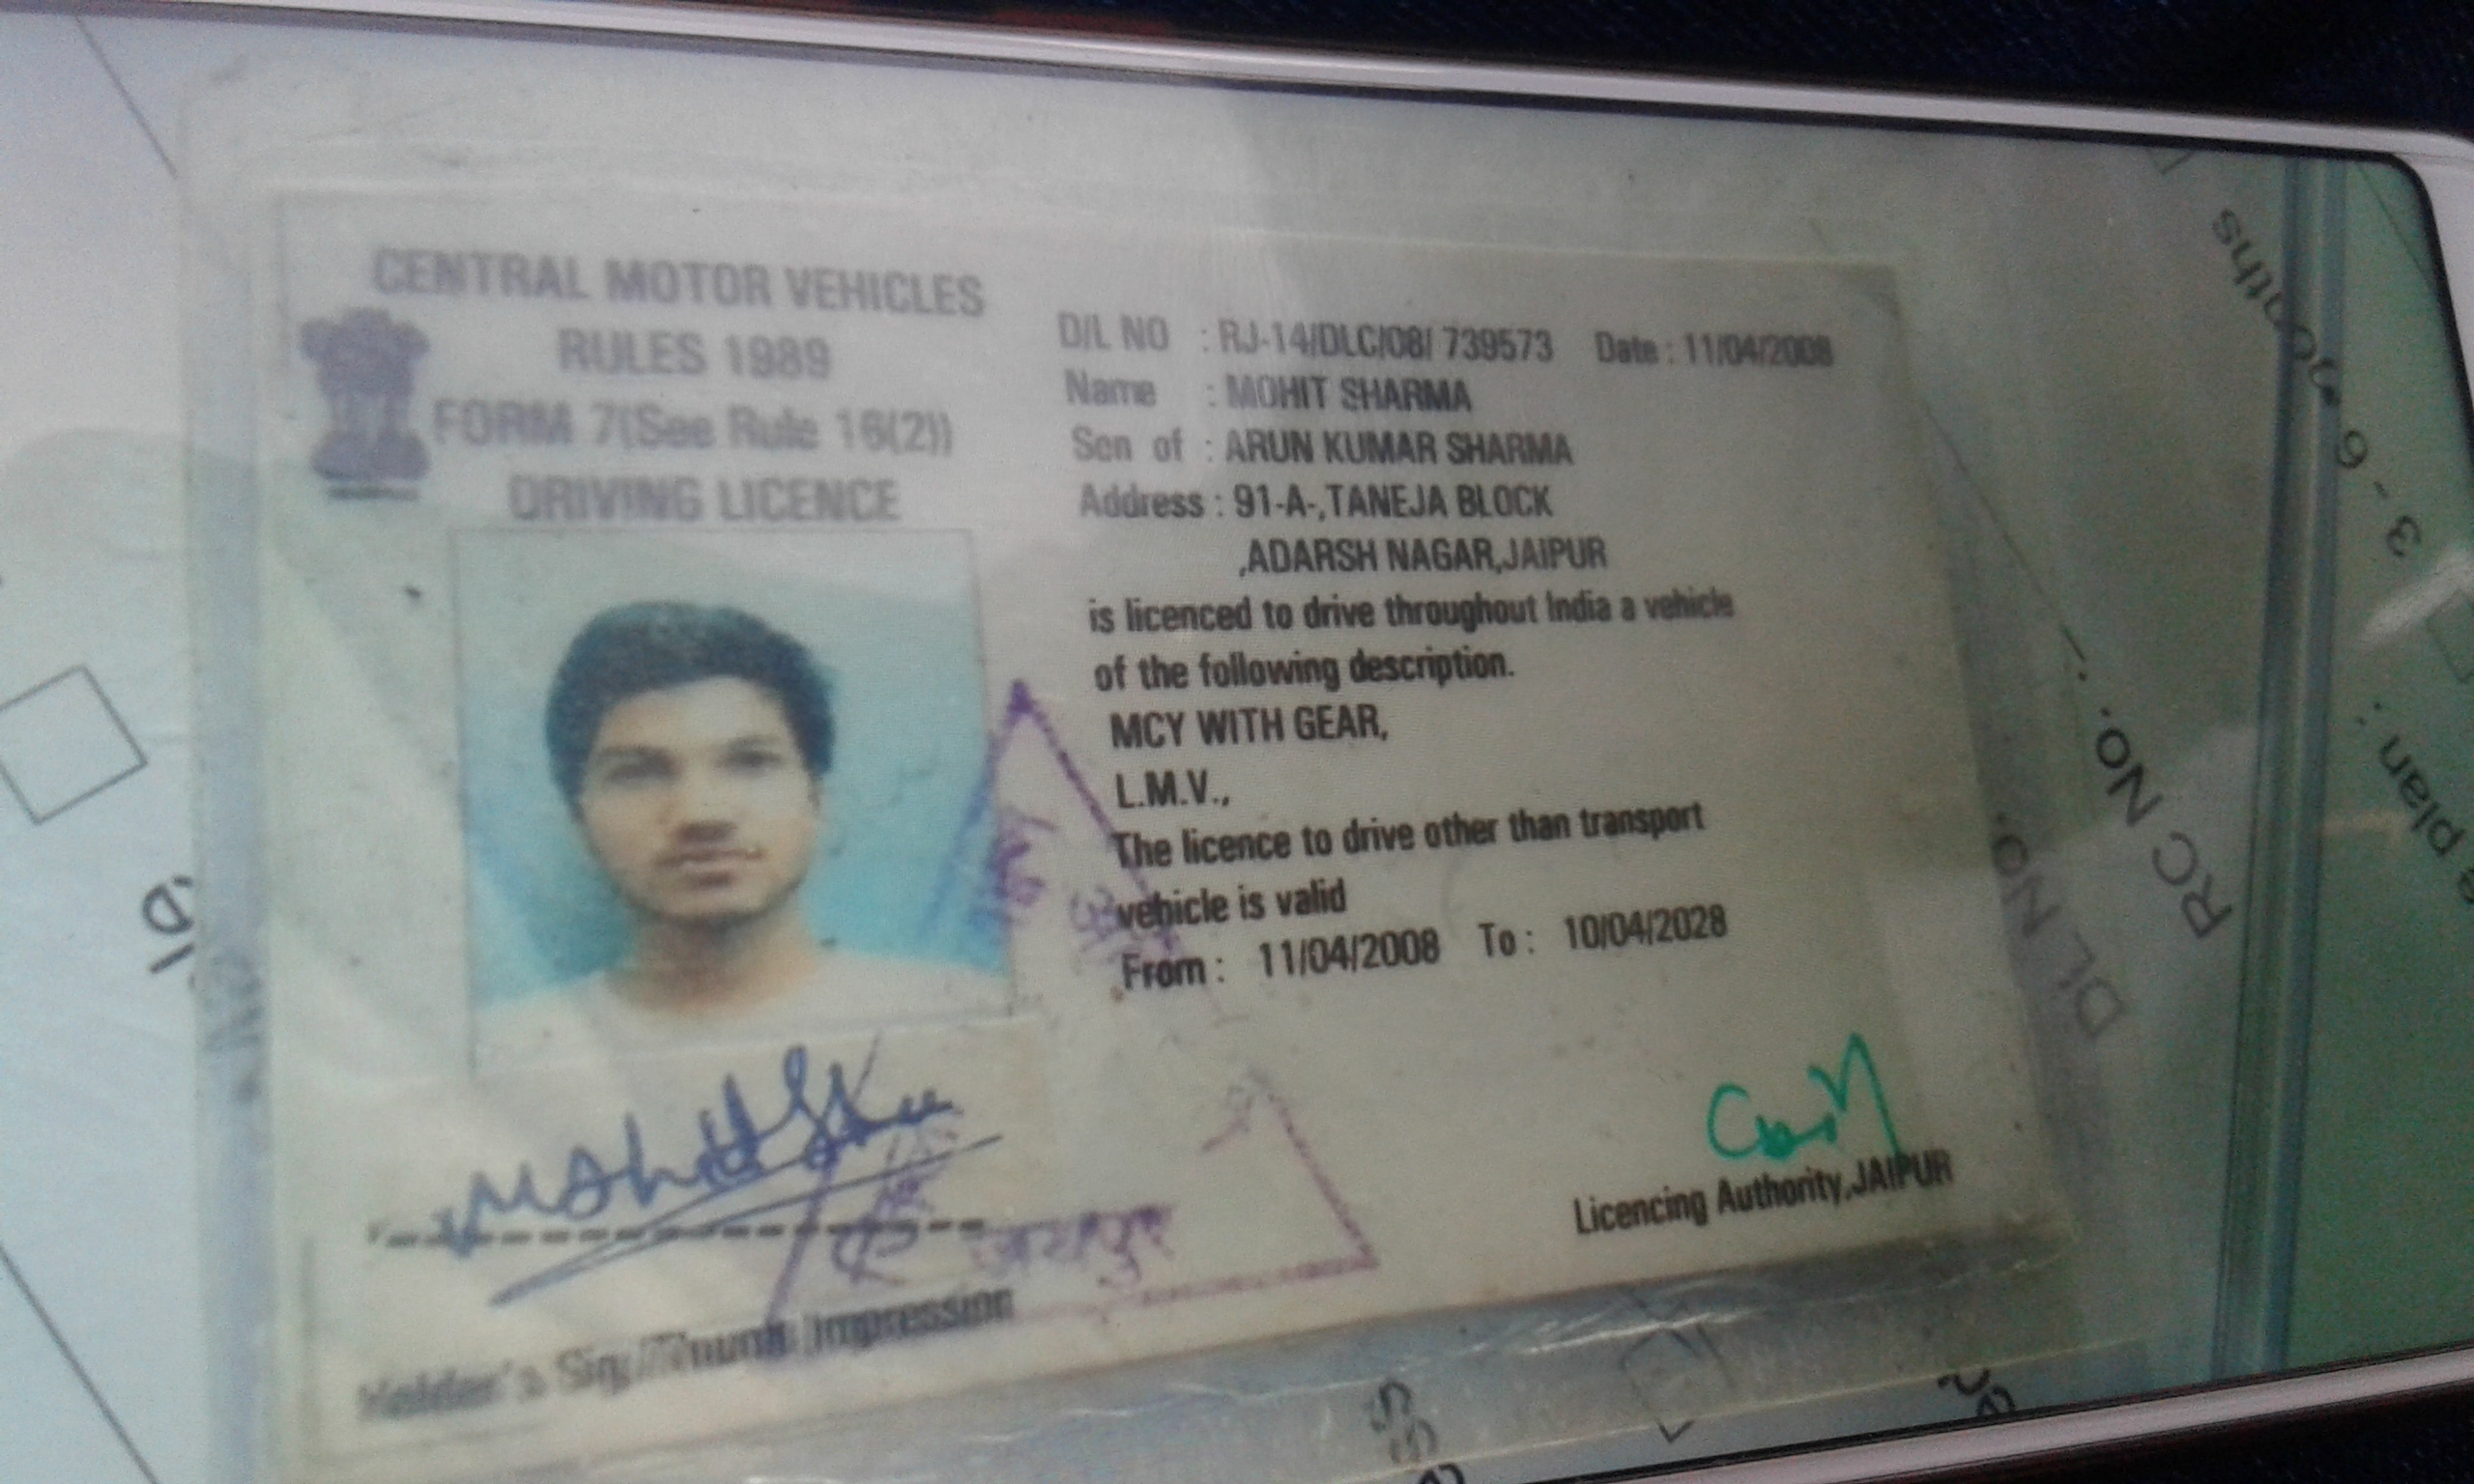 CENTRAL MOTOR VEHICLES
RULES 1989
FORM 7(See Rule 16(2))
DRIVING LICENCE
Holder's Sig./Thumb Impression
D/L NO : RJ-14/DLC/08/ 739573 Date : 11/04/2008
Name : MOHIT SHARMA
Son of : ARUN KUMAR SHARMA
Address : 91-A-,TANEJA BLOCK
,ADARSH NAGAR,JAIPUR
is licenced to drive throughout India a vehicle
of the following description.
MCY WITH GEAR,
L.M.V.,
The licence to drive other than transport
vehicle is valid
From : 11/04/2008 To : 10/04/2028
Licencing Authority,JAIPUR
DL No.
RC No. :
3 - 6 months
plan :